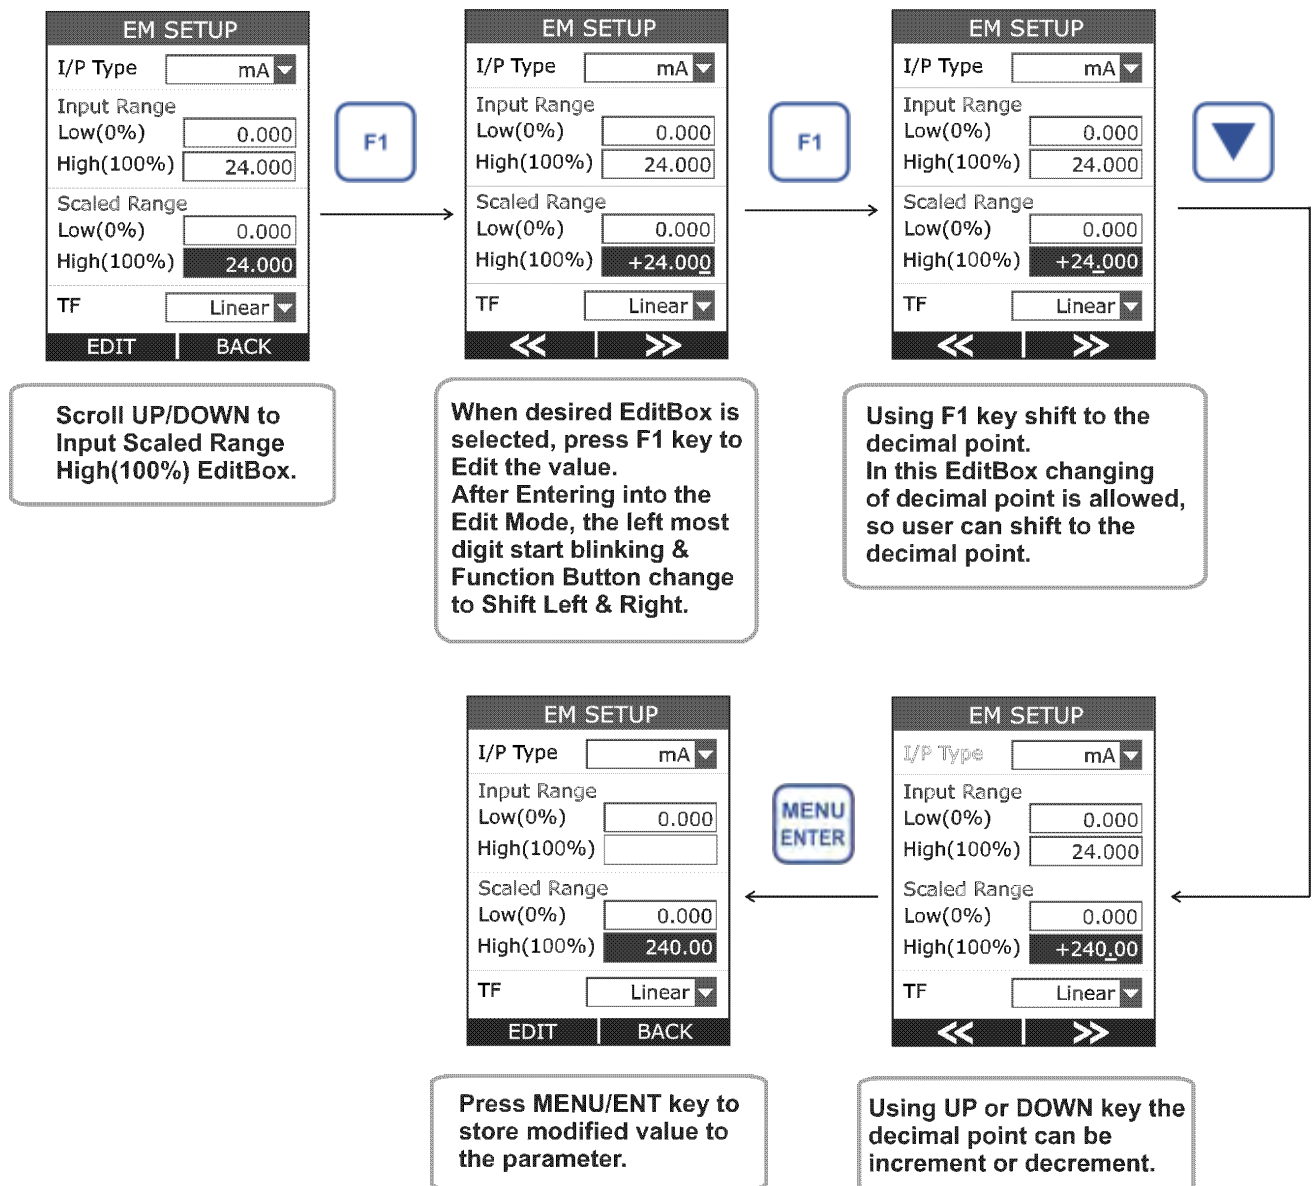 EM SETUP
I/P Type mA
Input Range
Low(0%) 0.000
High(100%) 24.000
Scaled Range
Low(0%) 0.000
High(100%) 24.000
TF Linear
EDIT BACK
Scroll UP/DOWN to
Input Scaled Range
High(100%) EditBox.
F1
EM SETUP
I/P Type mA
Input Range
Low(0%) 0.000
High(100%) 24.000
Scaled Range
Low(0%) 0.000
High(100%) +24.000
TF Linear
<< >>
When desired EditBox is
selected, press F1 key to
Edit the value.
After Entering into the
Edit Mode, the left most
digit start blinking &
Function Button change
to Shift Left & Right.
F1
EM SETUP
I/P Type mA
Input Range
Low(0%) 0.000
High(100%) 24.000
Scaled Range
Low(0%) 0.000
High(100%) +24.000
TF Linear
<< >>
Using F1 key shift to the
decimal point.
In this EditBox changing
of decimal point is allowed,
so user can shift to the
decimal point.
EM SETUP
I/P Type mA
Input Range
Low(0%) 0.000
High(100%) 24.000
Scaled Range
Low(0%) 0.000
High(100%) +240.00
TF Linear
<< >>
Using UP or DOWN key the
decimal point can be
increment or decrement.
MENU
ENTER
EM SETUP
I/P Type mA
Input Range
Low(0%) 0.000
High(100%)
Scaled Range
Low(0%) 0.000
High(100%) 240.00
TF Linear
EDIT BACK
Press MENU/ENT key to
store modified value to
the parameter.